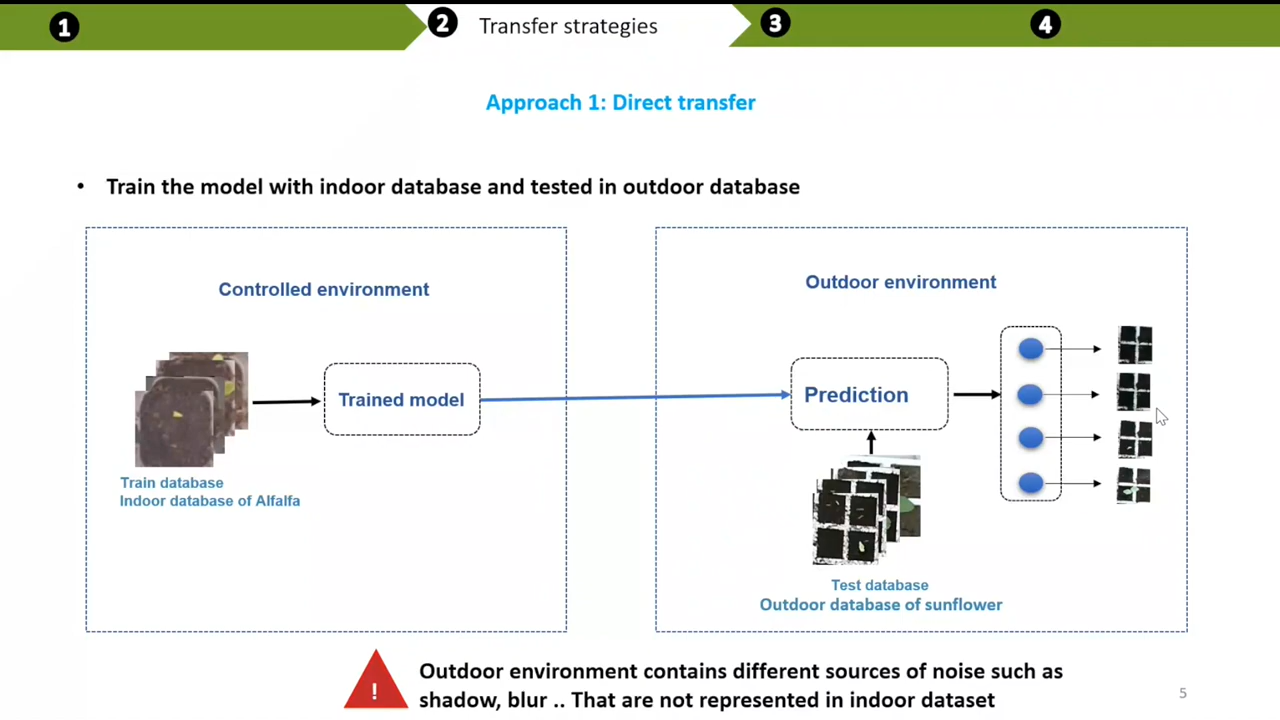 1
2
Transfer strategies
3
4
Approach 1: Direct transfer
• Train the model with indoor database and tested in outdoor database
Controlled environment
Trained model
Train database
Indoor database of Alfalfa
Outdoor environment
Prediction
Test database
Outdoor database of sunflower
!
Outdoor environment contains different sources of noise such as
shadow, blur .. That are not represented in indoor dataset
5